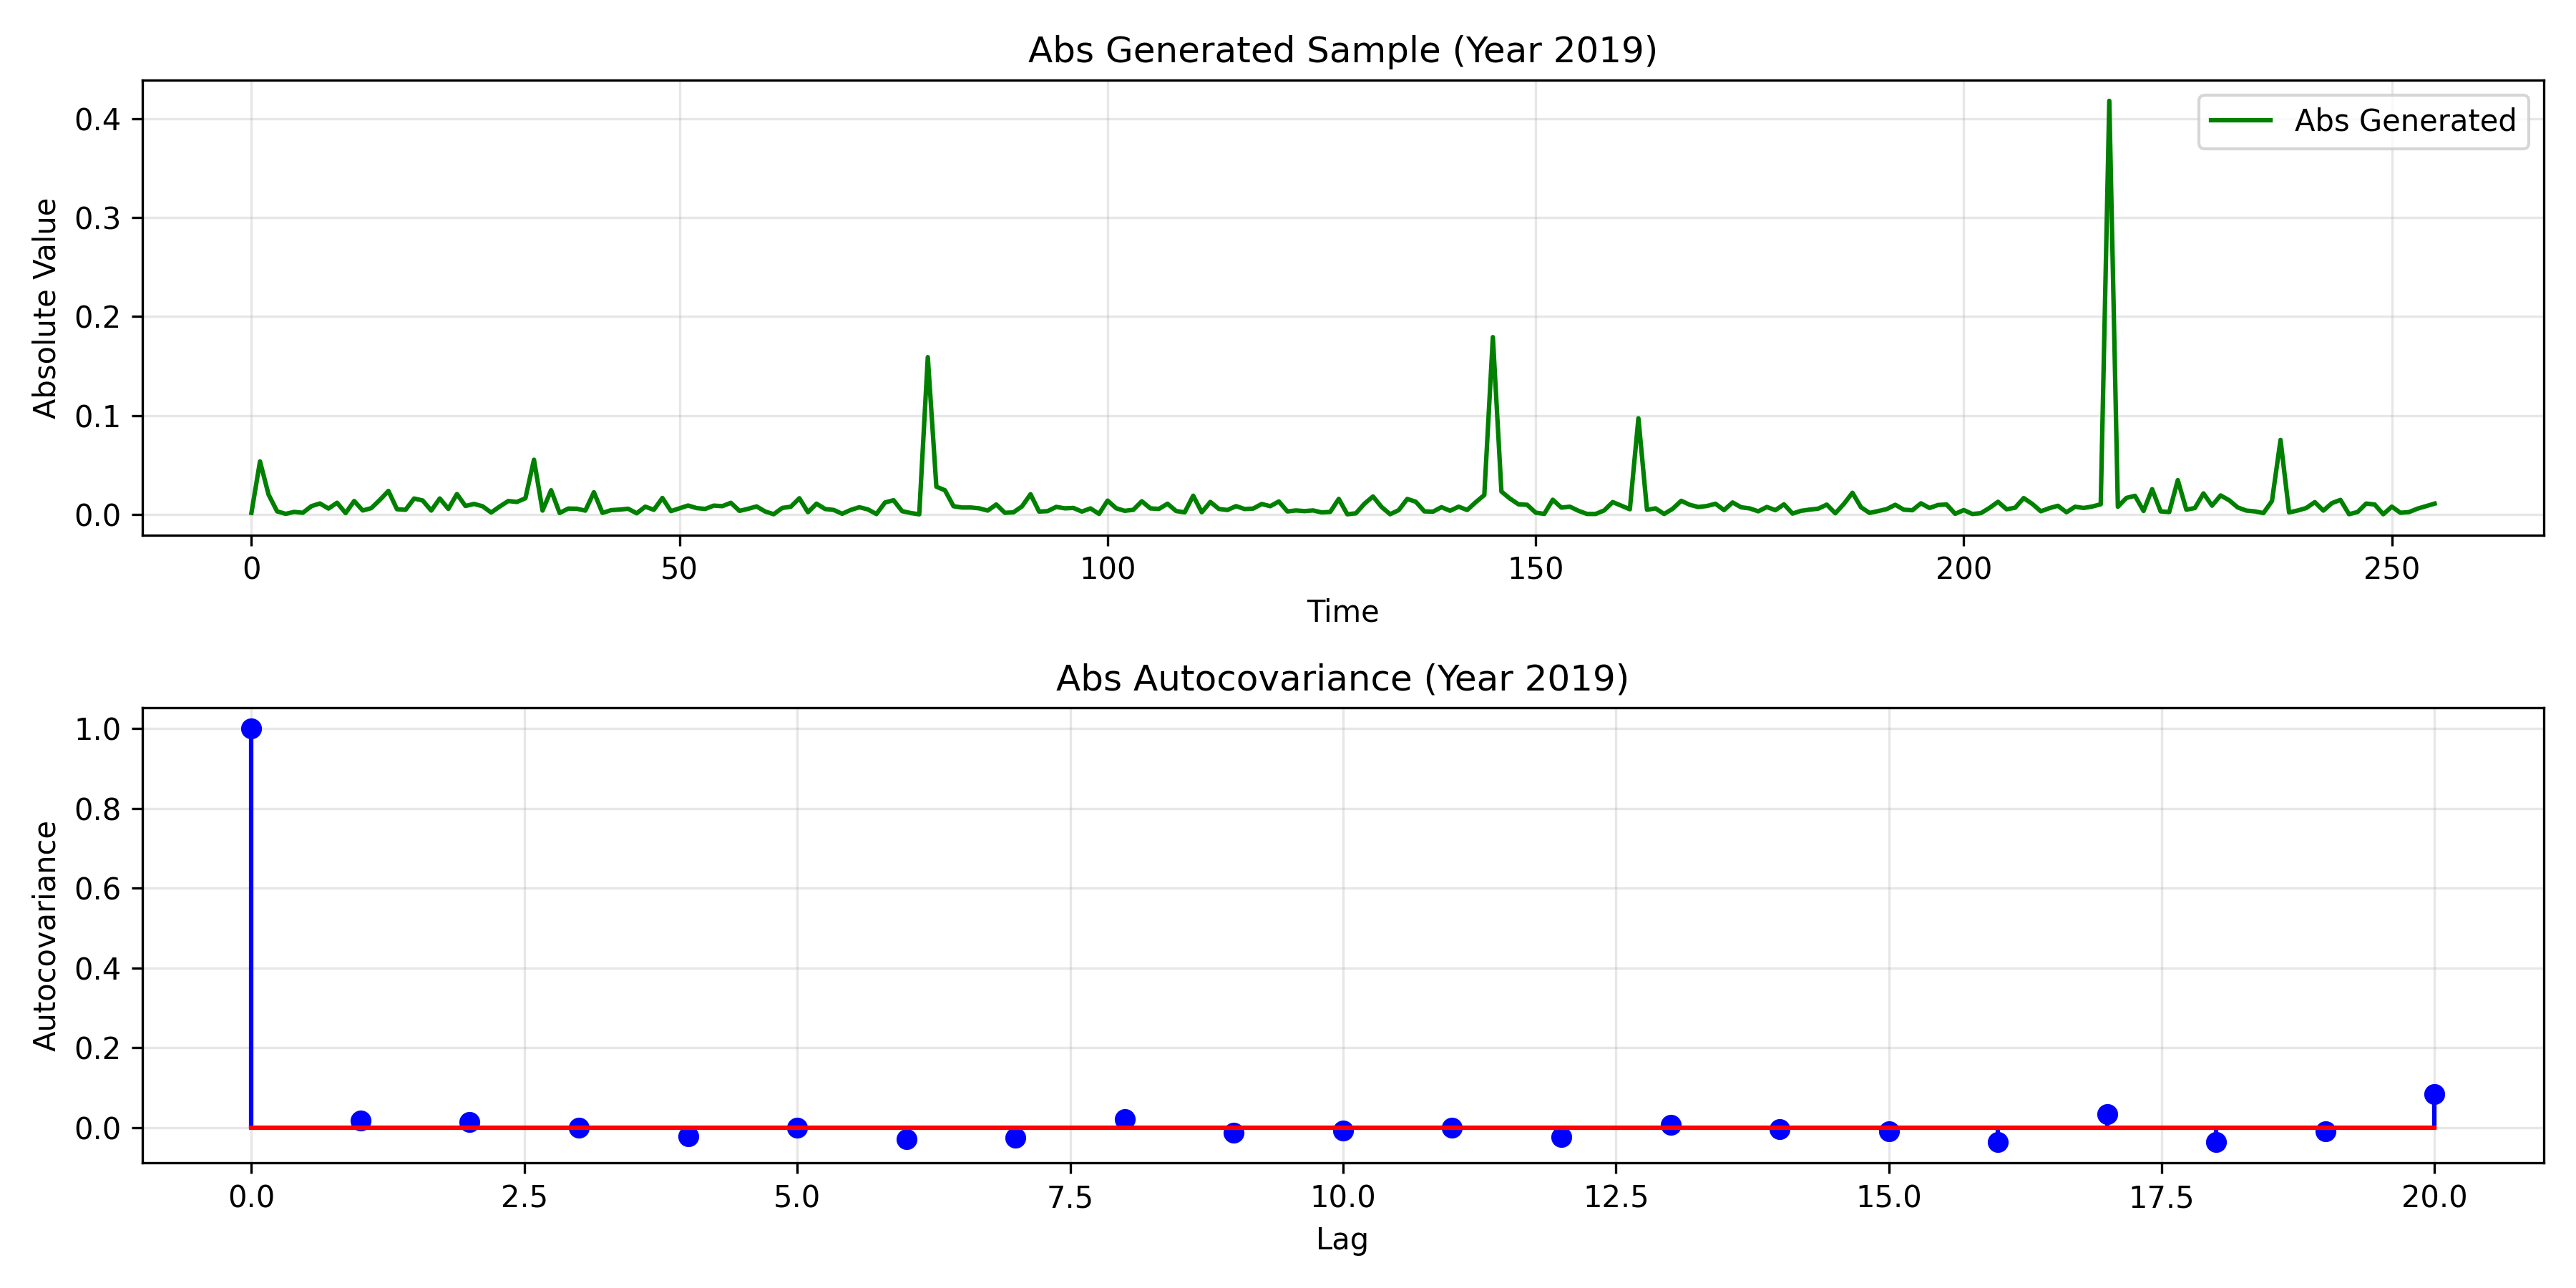 Abs Generated Sample (Year 2019)
Absolute Value
0.4
0.3
0.2
0.1
0.0
Abs Generated
0 50 100 150 200 250
Time
Abs Autocovariance (Year 2019)
Autocovariance
1.0
0.8
0.6
0.4
0.2
0.0
0.0 2.5 5.0 7.5 10.0 12.5 15.0 17.5 20.0
Lag